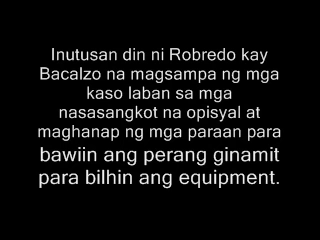 Inutusan din ni Robredo kay
Bacalzo na magsampa ng mga
kaso laban sa mga
nasasangkot na opisyal at
maghanap ng mga paraan para
bawiin ang perang ginamit
para bilhin ang equipment.